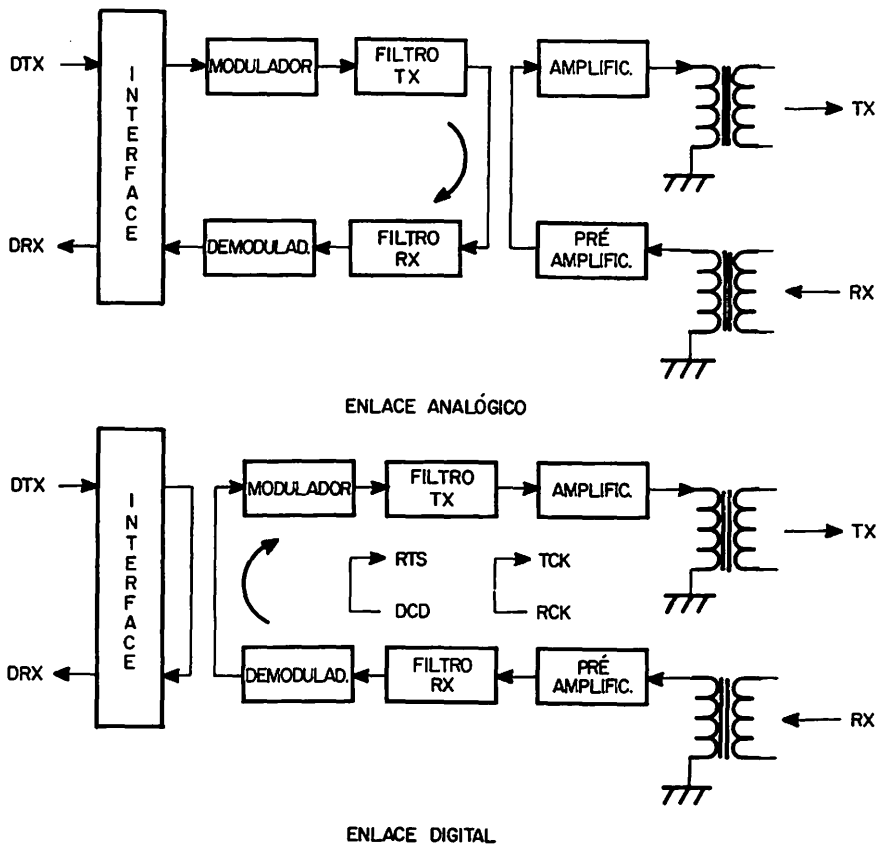 DTX
INTERFACE
MODULADOR
FILTRO
TX
AMPLIFIC.
TX
DRX
DEMODULAD.
FILTRO
RX
PRÉ
AMPLIFIC.
RX
ENLACE ANALÓGICO
DTX
INTERFACE
MODULADOR
FILTRO
TX
AMPLIFIC.
TX
RTS
TCK
DCD
RCK
DRX
DEMODULAD.
FILTRO
RX
PRÉ
AMPLIFIC.
RX
ENLACE DIGITAL